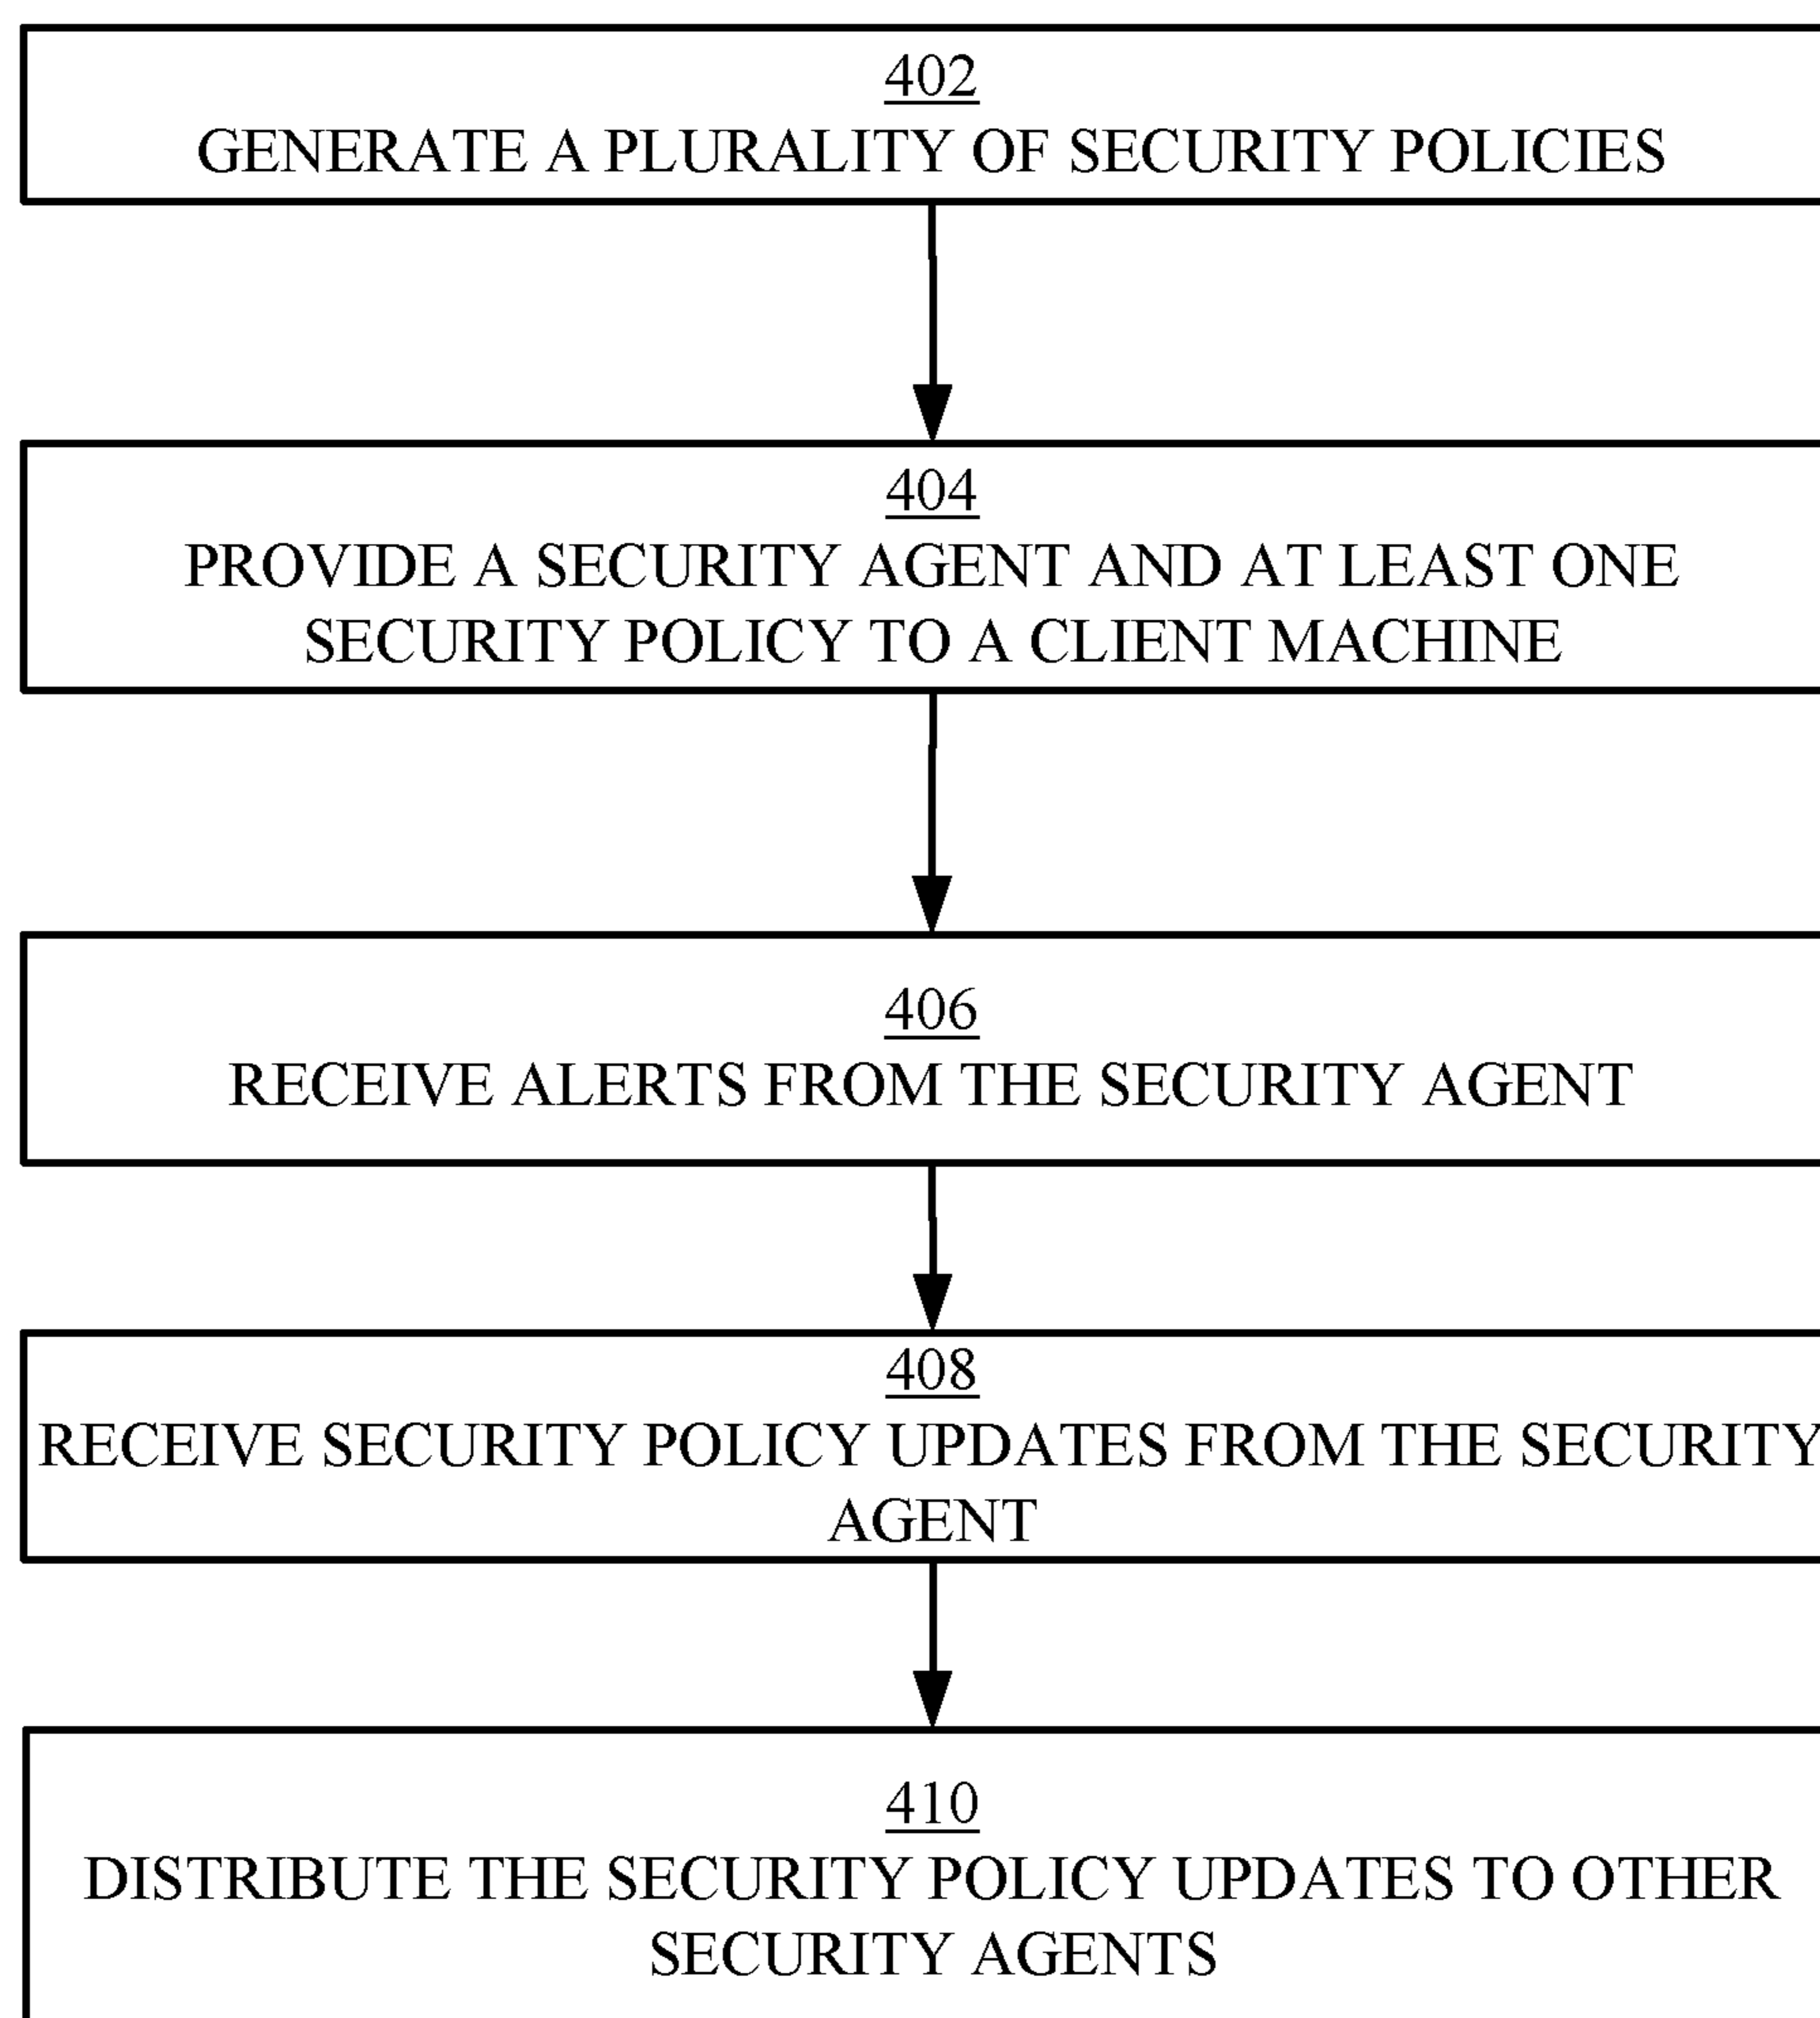 402
GENERATE A PLURALITY OF SECURITY POLICIES
404
PROVIDE A SECURITY AGENT AND AT LEAST ONE
SECURITY POLICY TO A CLIENT MACHINE
406
RECEIVE ALERTS FROM THE SECURITY AGENT
408
RECEIVE SECURITY POLICY UPDATES FROM THE SECURITY
AGENT
410
DISTRIBUTE THE SECURITY POLICY UPDATES TO OTHER
SECURITY AGENTS